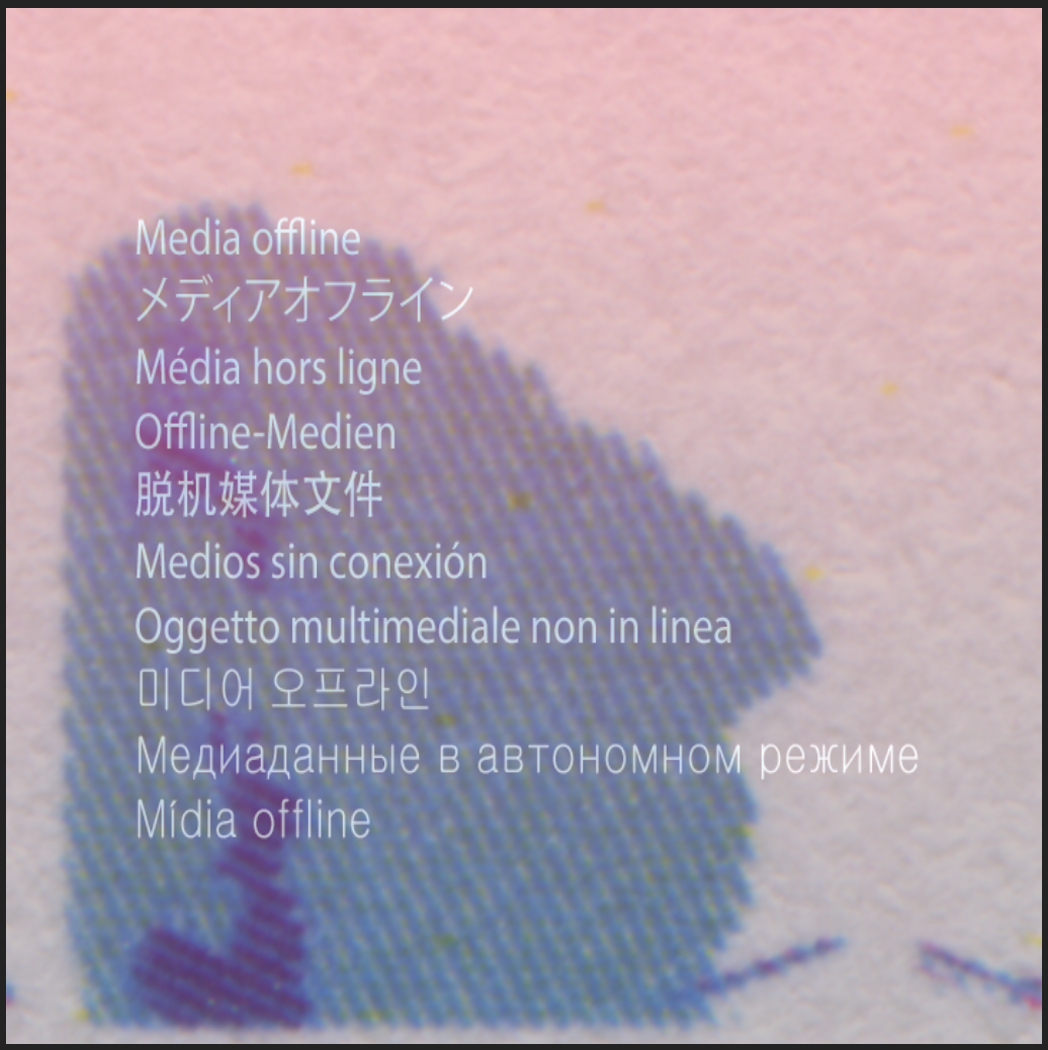 Media offline
メディアオフライン
Média hors ligne
Offline-Medien
脱机媒体文件
Medios sin conexión
Oggetto multimediale non in linea
미디어 오프라인
Медиаданные в автономном режиме
Mídia offline